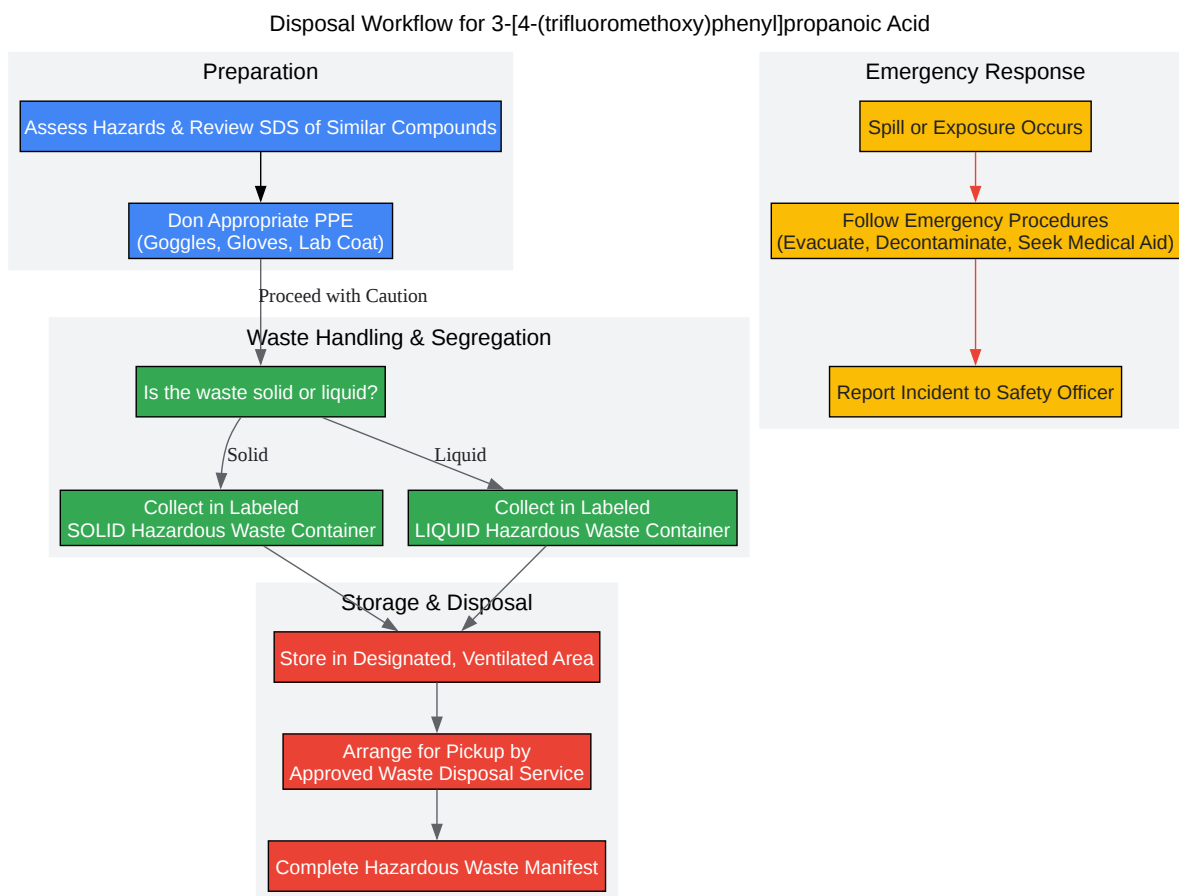 Disposal Workflow for 3-[4-(trifluoromethoxy)phenyl]propanoic Acid
Preparation
Assess Hazards & Review SDS of Similar Compounds
Don Appropriate PPE
(Goggles, Gloves, Lab Coat)
Proceed with Caution
Waste Handling & Segregation
Is the waste solid or liquid?
Solid
Liquid
Collect in Labeled
SOLID Hazardous Waste Container
Collect in Labeled
LIQUID Hazardous Waste Container
Storage & Disposal
Store in Designated, Ventilated Area
Arrange for Pickup by
Approved Waste Disposal Service
Complete Hazardous Waste Manifest
Emergency Response
Spill or Exposure Occurs
Follow Emergency Procedures
(Evacuate, Decontaminate, Seek Medical Aid)
Report Incident to Safety Officer